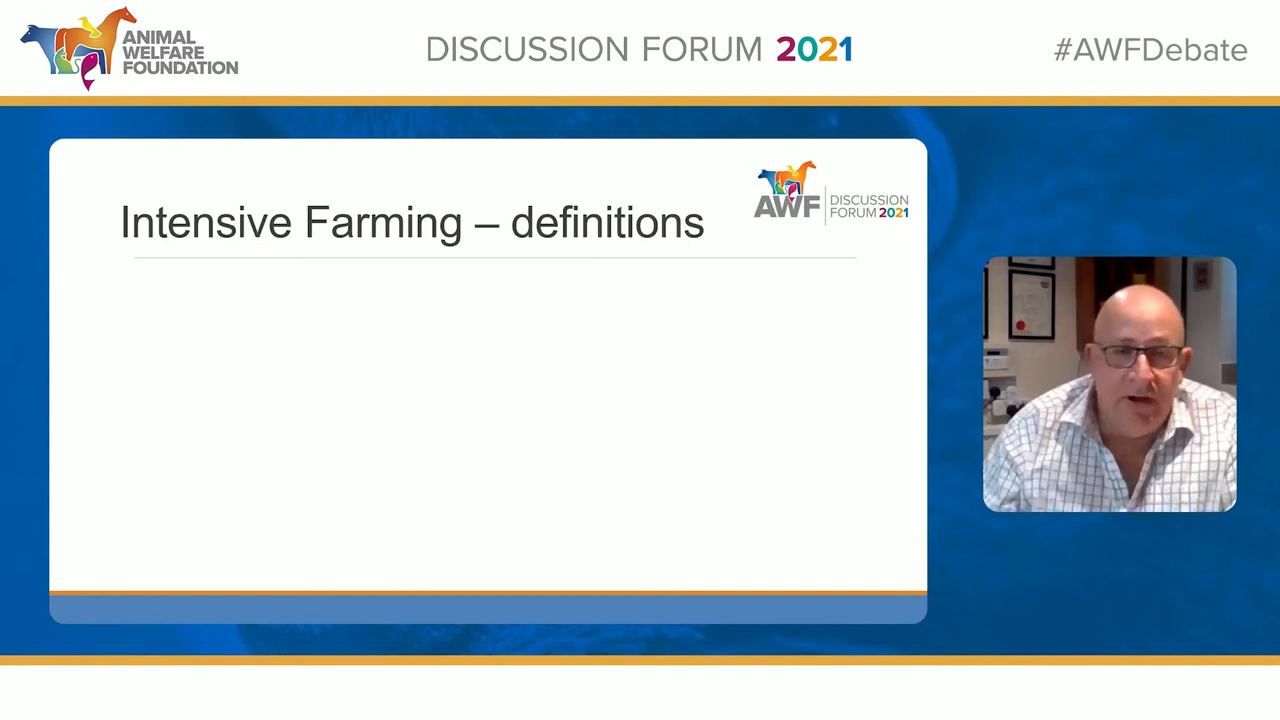 ANIMAL
WELFARE
FOUNDATION
DISCUSSION FORUM 2021
#AWFDebate
Intensive Farming – definitions
AWF
DISCUSSION
FORUM 2021